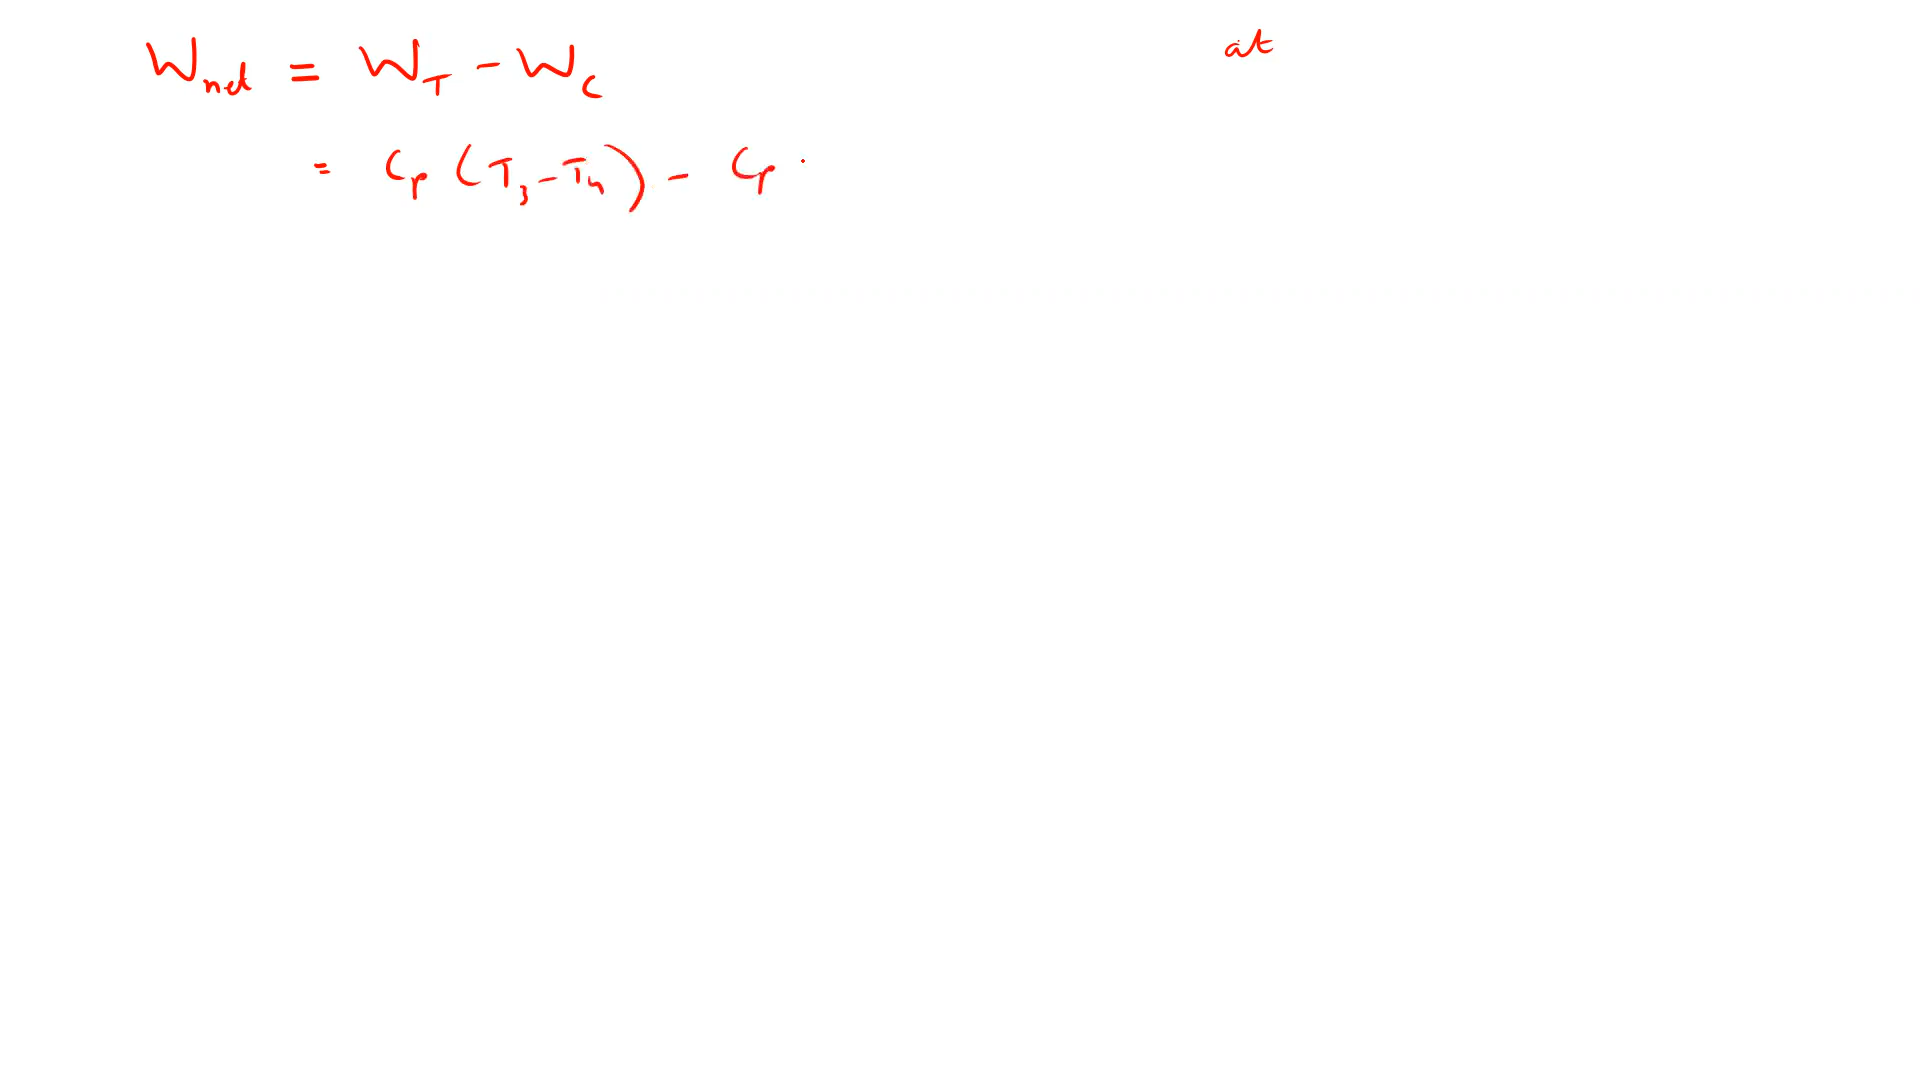 W_net = W_T - W_C
= C_p (T_3 - T_4) - C_p
at